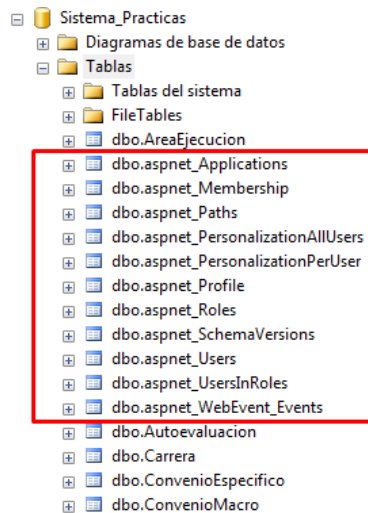 Sistema_Practicas
Diagramas de base de datos
Tablas
Tablas del sistema
FileTables
dbo.AreaEjecucion
dbo.aspnet_Applications
dbo.aspnet_Membership
dbo.aspnet_Paths
dbo.aspnet_PersonalizationAllUsers
dbo.aspnet_PersonalizationPerUser
dbo.aspnet_Profile
dbo.aspnet_Roles
dbo.aspnet_SchemaVersions
dbo.aspnet_Users
dbo.aspnet_UsersInRoles
dbo.aspnet_WebEvent_Events
dbo.Autoevaluacion
dbo.Carrera
dbo.ConvenioEspecifico
dbo.ConvenioMacro